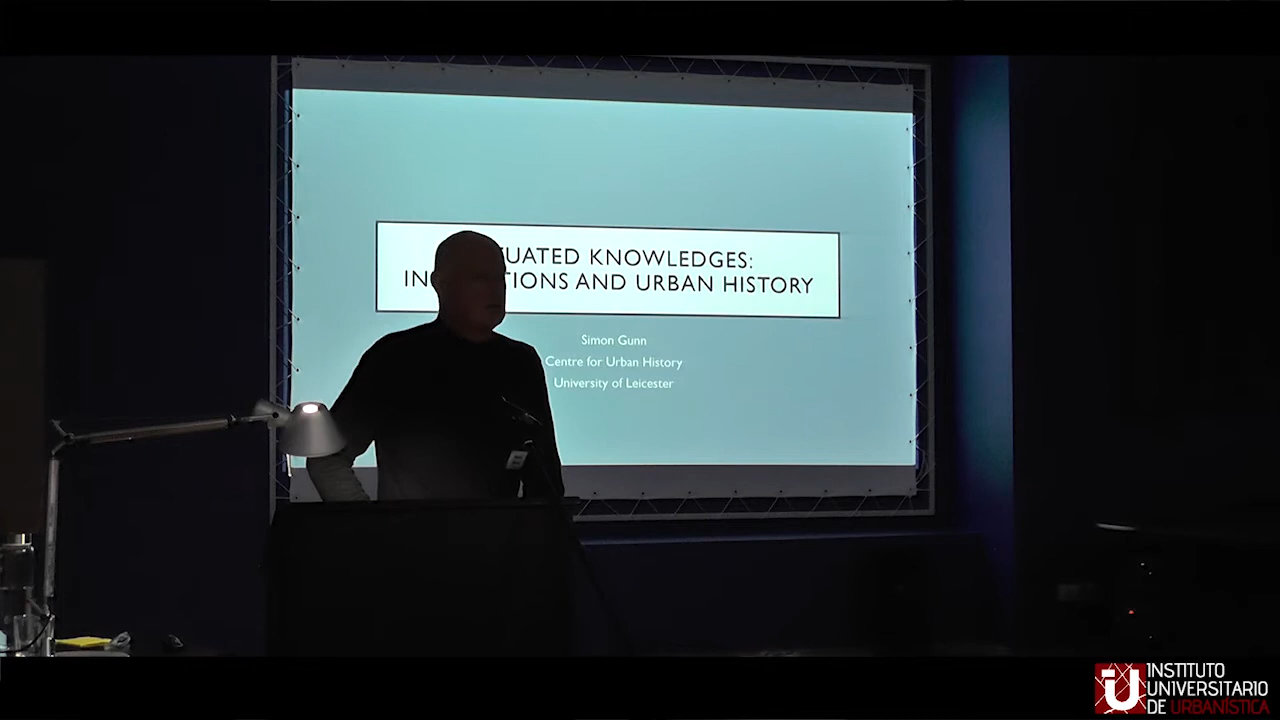 UATED KNOWLEDGES:
IN TIONS AND URBAN HISTORY
Simon Gunn
Centre for Urban History
University of Leicester
iU INSTITUTO
UNIVERSITARIO
DE URBANÍSTICA